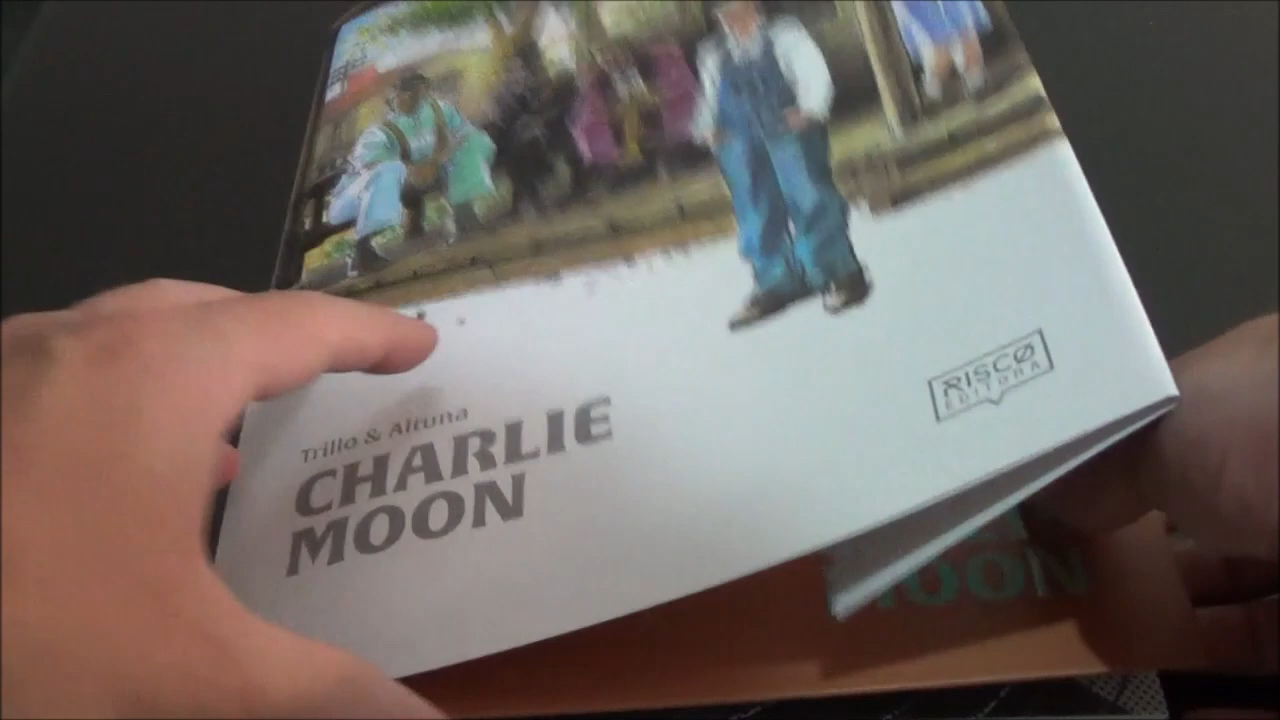 Trillo & Altuna
CHARLIE
MOON
RISCO
EDITORA
MOON